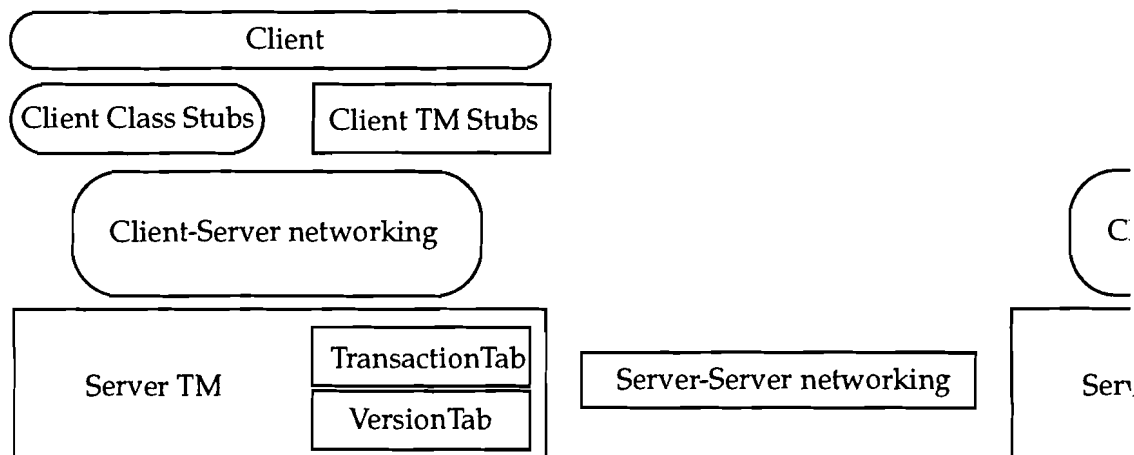 Client
Client Class Stubs
Client TM Stubs
Client-Server networking
Server TM
TransactionTab
VersionTab
Server-Server networking